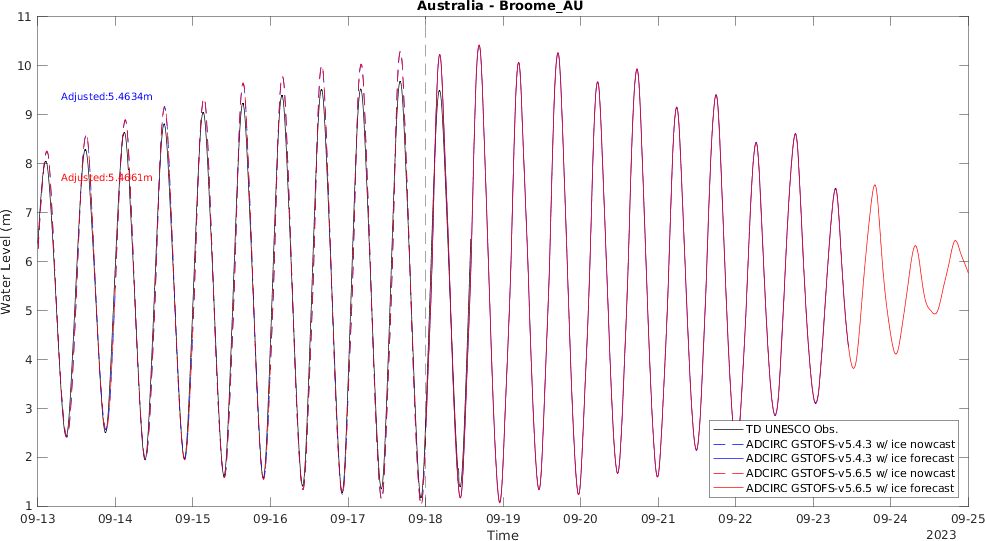 Australia - Broome_AU
11
10
9
8
7
6
5
4
3
2
1
Water Level (m)
Adjusted:5.4634m
Adjusted:5.4661m
TD UNESCO Obs.
ADCIRC GSTOFS-v5.4.3 w/ ice nowcast
ADCIRC GSTOFS-v5.4.3 w/ ice forecast
ADCIRC GSTOFS-v5.6.5 w/ ice nowcast
ADCIRC GSTOFS-v5.6.5 w/ ice forecast
09-13 09-14 09-15 09-16 09-17 09-18 09-19 09-20 09-21 09-22 09-23 09-24 09-25
Time
2023